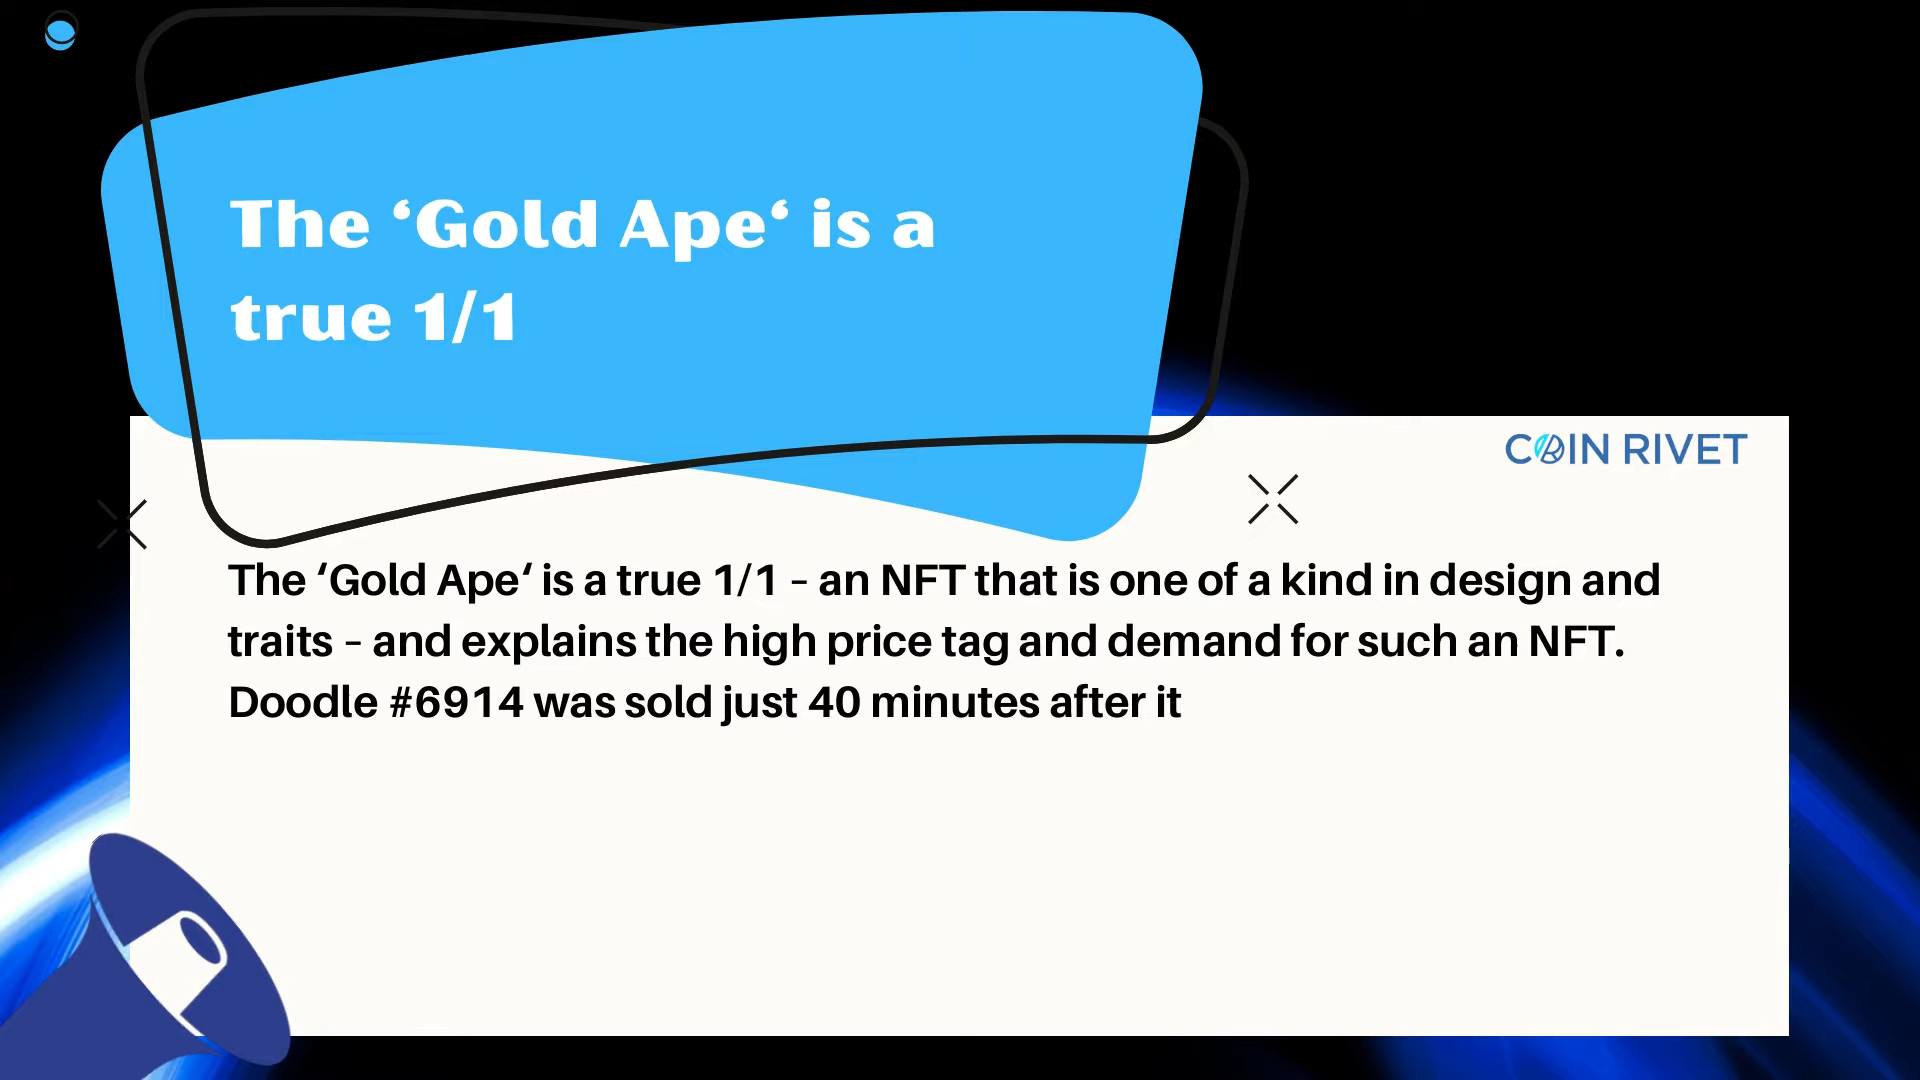 The ‘Gold Ape‘ is a
true 1/1
COIN RIVET
The ‘Gold Ape‘ is a true 1/1 – an NFT that is one of a kind in design and
traits – and explains the high price tag and demand for such an NFT.
Doodle #6914 was sold just 40 minutes after it